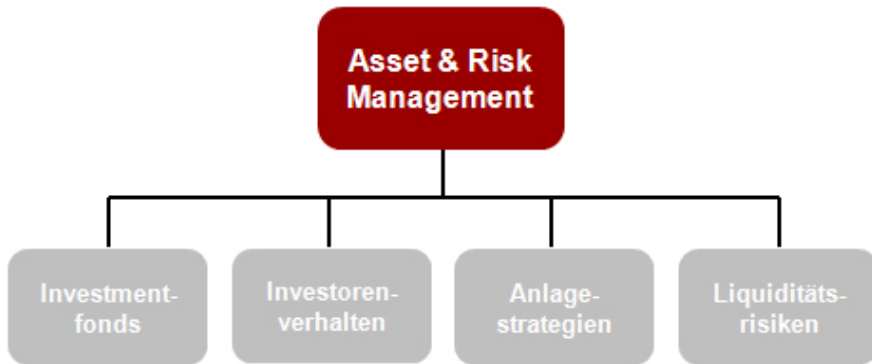 Asset & Risk
Management
Investment-
fonds
Investoren-
verhalten
Anlage-
strategien
Liquiditäts-
risiken